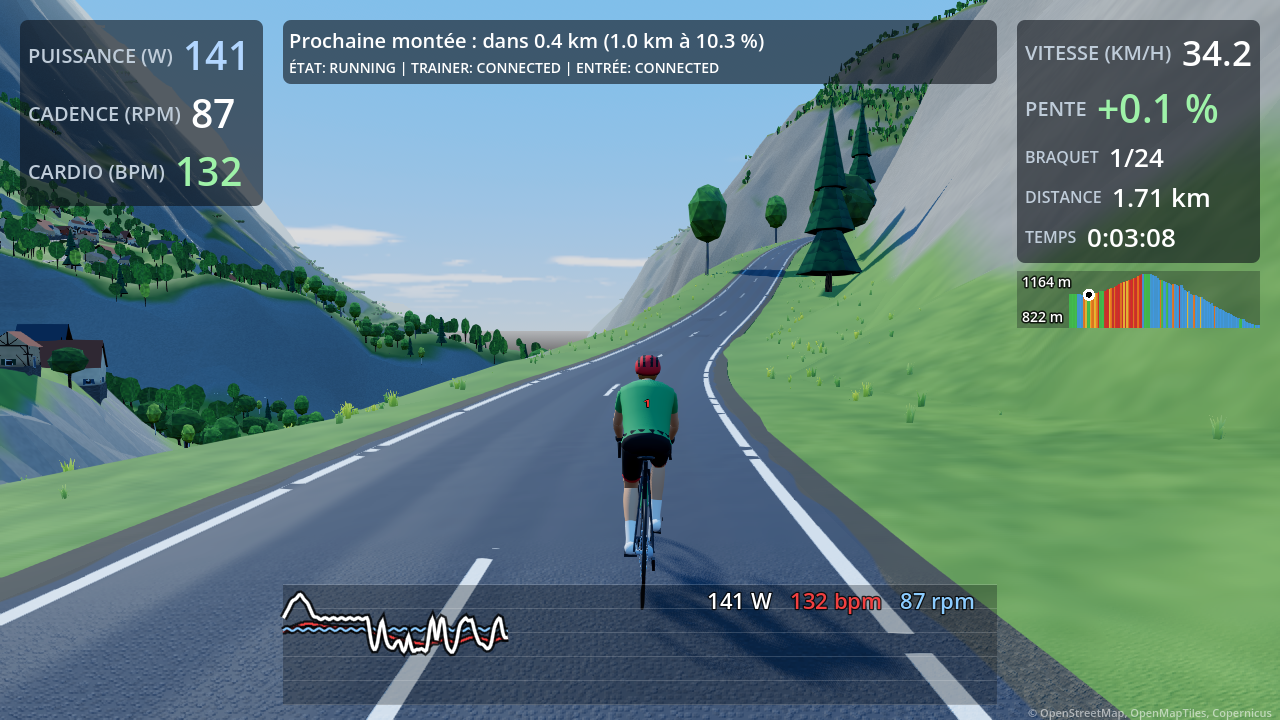 PUISSANCE (W) 141
CADENCE (RPM) 87
CARDIO (BPM) 132
Prochaine montée : dans 0.4 km (1.0 km à 10.3 %)
ÉTAT: RUNNING | TRAINER: CONNECTED | ENTRÉE: CONNECTED
VITESSE (KM/H) 34.2
PENTE +0.1 %
BRAQUET 1/24
DISTANCE 1.71 km
TEMPS 0:03:08
1164 m
822 m
1
141 W 132 bpm 87 rpm
© OpenStreetMap, OpenMapTiles, Copernicus